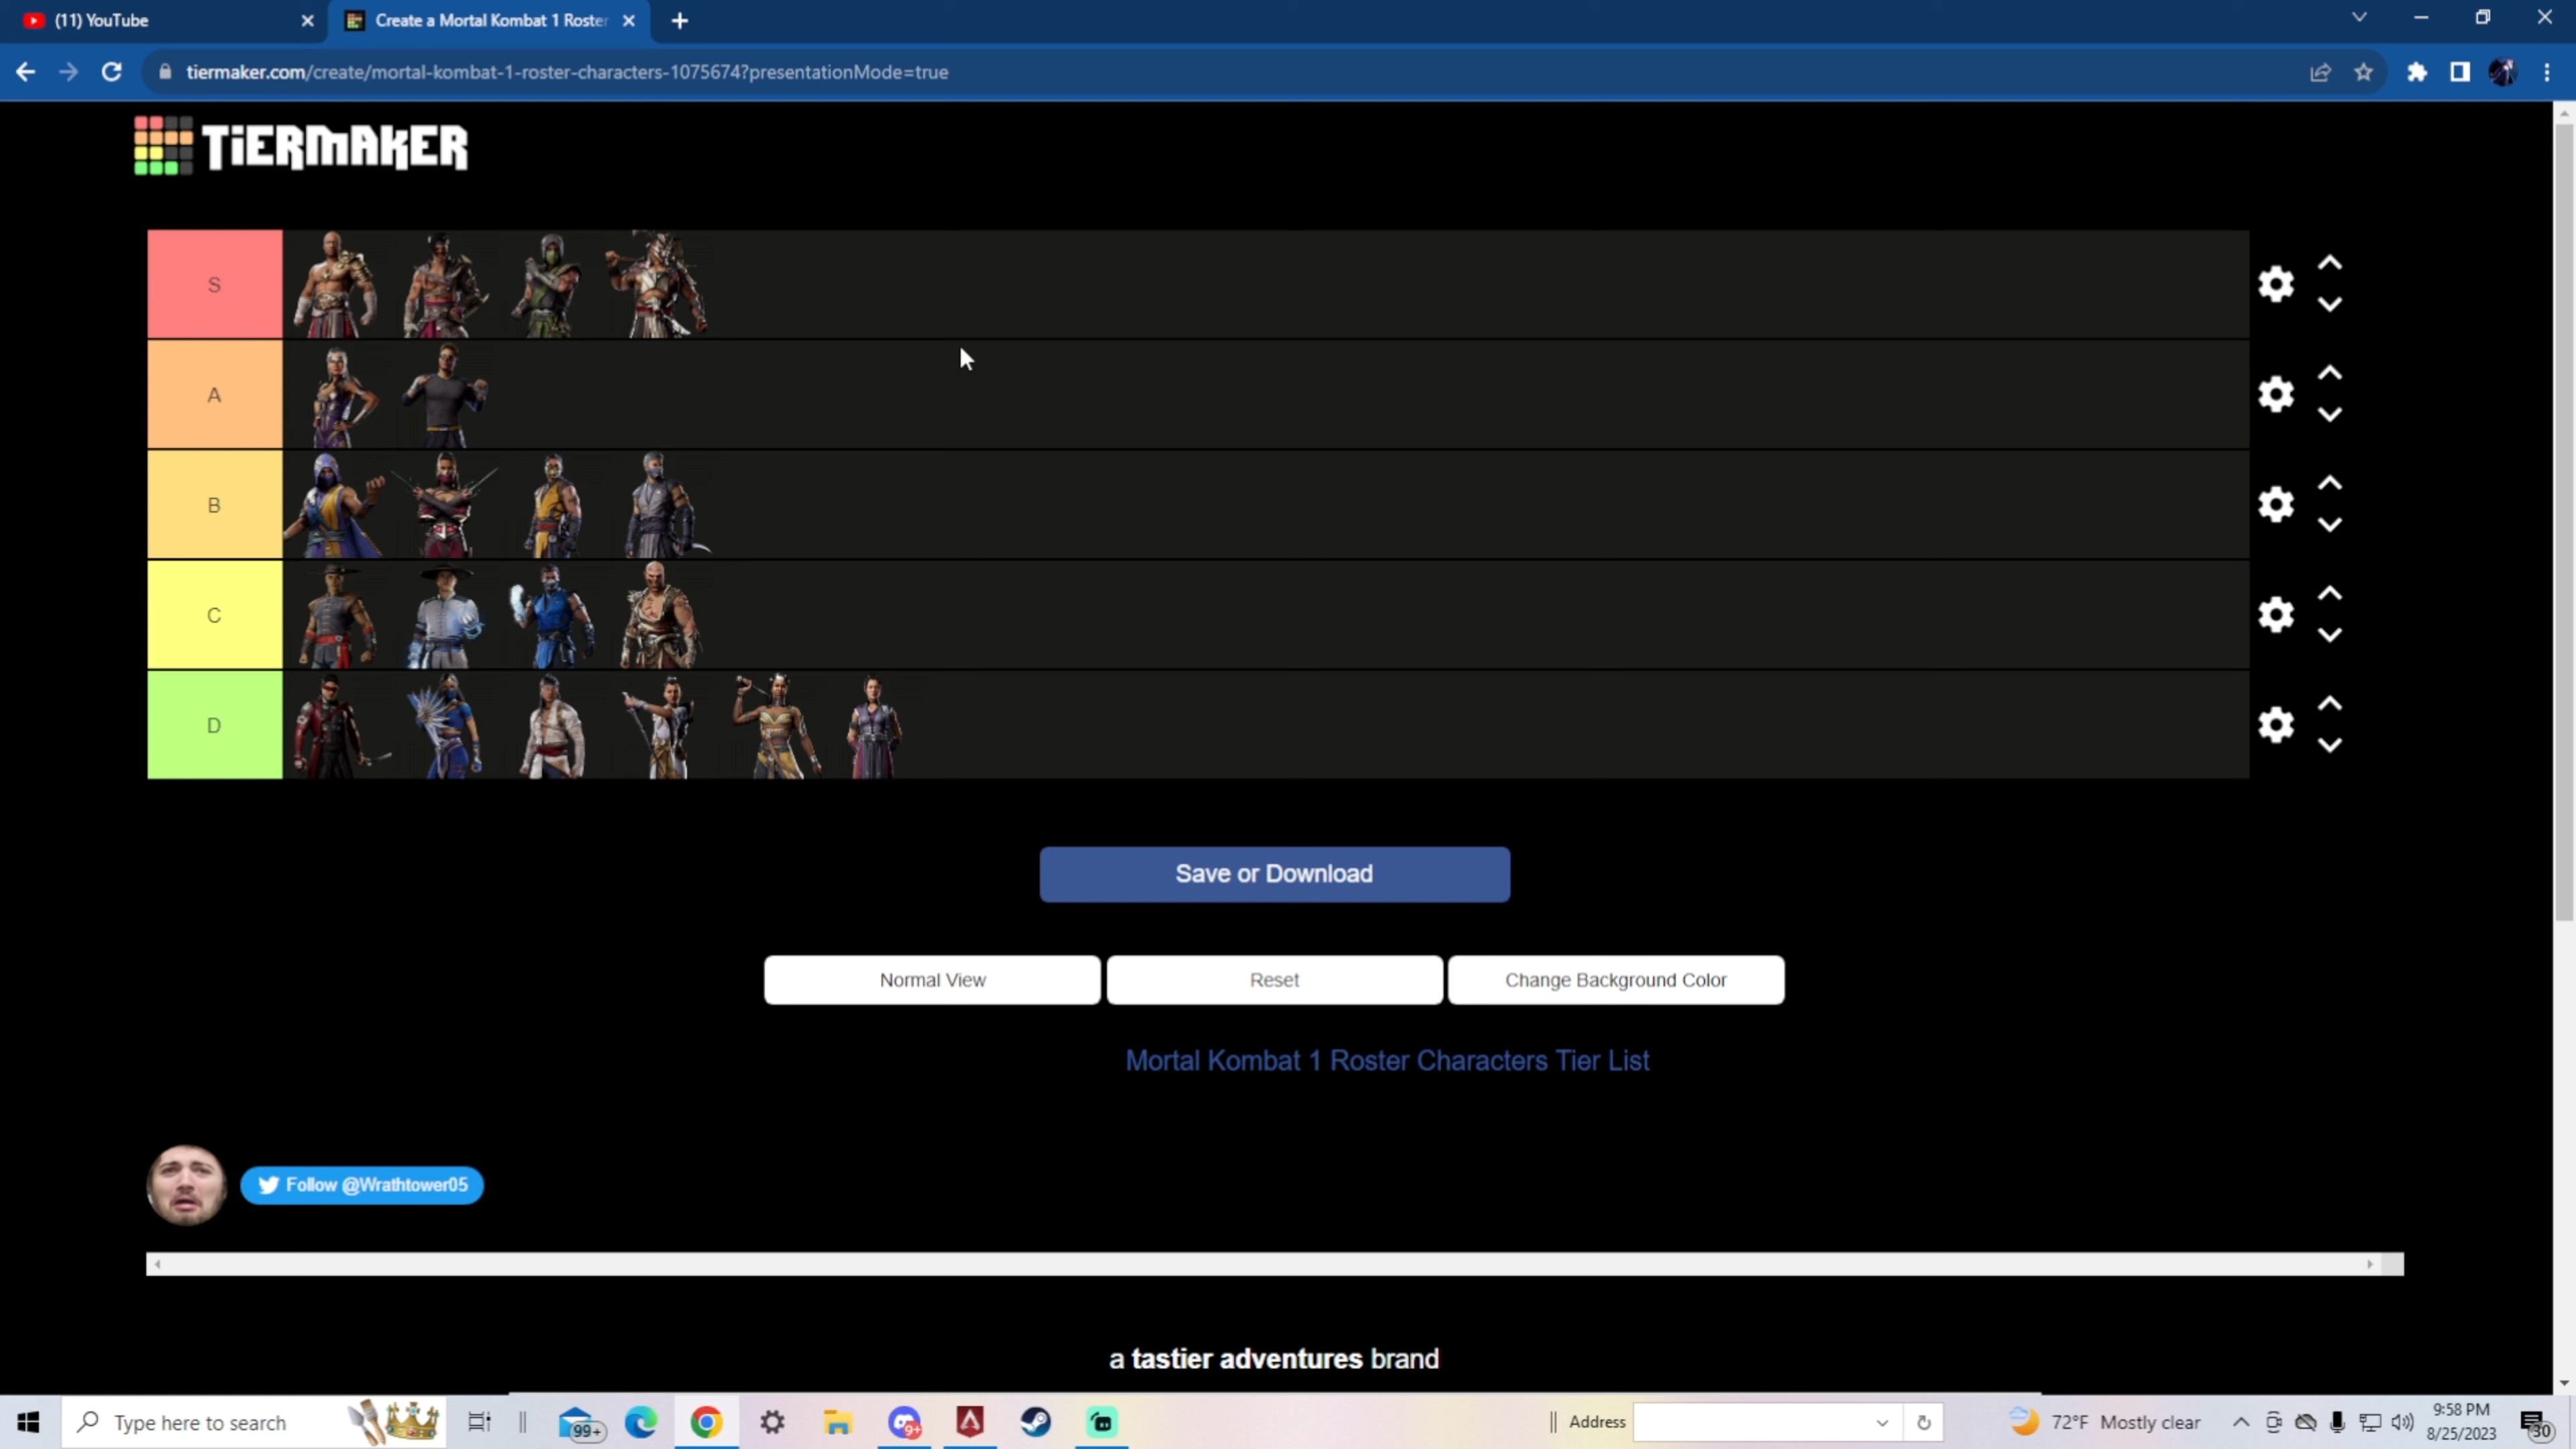 (11) YouTube
Create a Mortal Kombat 1 Roster
tiermaker.com/create/mortal-kombat-1-roster-characters-1075674?presentationMode=true
TiERMAKER
S
A
B
C
D
Save or Download
Normal View
Reset
Change Background Color
Mortal Kombat 1 Roster Characters Tier List
Follow @Wrathtower05
a tastier adventures brand
Type here to search
99+
9+
Address
72°F Mostly clear
9:58 PM
8/25/2023
30